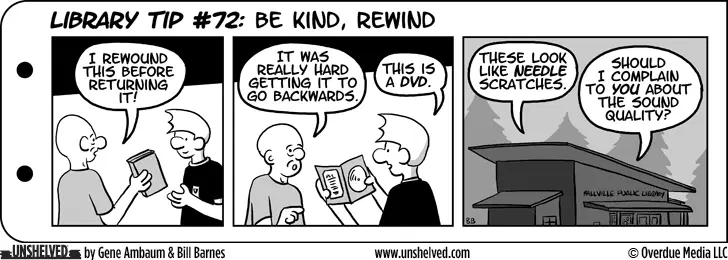 LIBRARY TIP #72: BE KIND, REWIND
I REWOUND
THIS BEFORE
RETURNING
IT!
IT WAS
REALLY HARD
GETTING IT TO
GO BACKWARDS.
THIS IS
A DVD.
THESE LOOK
LIKE NEEDLE
SCRATCHES.
SHOULD
I COMPLAIN
TO YOU ABOUT
THE SOUND
QUALITY?
MALLVILLE PUBLIC LIBRARY
BB
UNSHELVED by Gene Ambaum & Bill Barnes
www.unshelved.com
© Overdue Media LLC